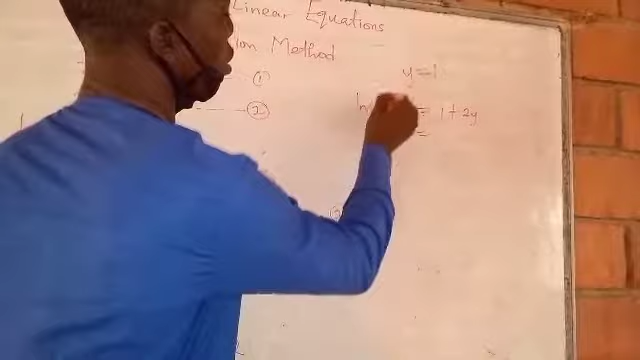 Linear Equations
ion Method
①
②
y = 1
= 1 + 2y
=